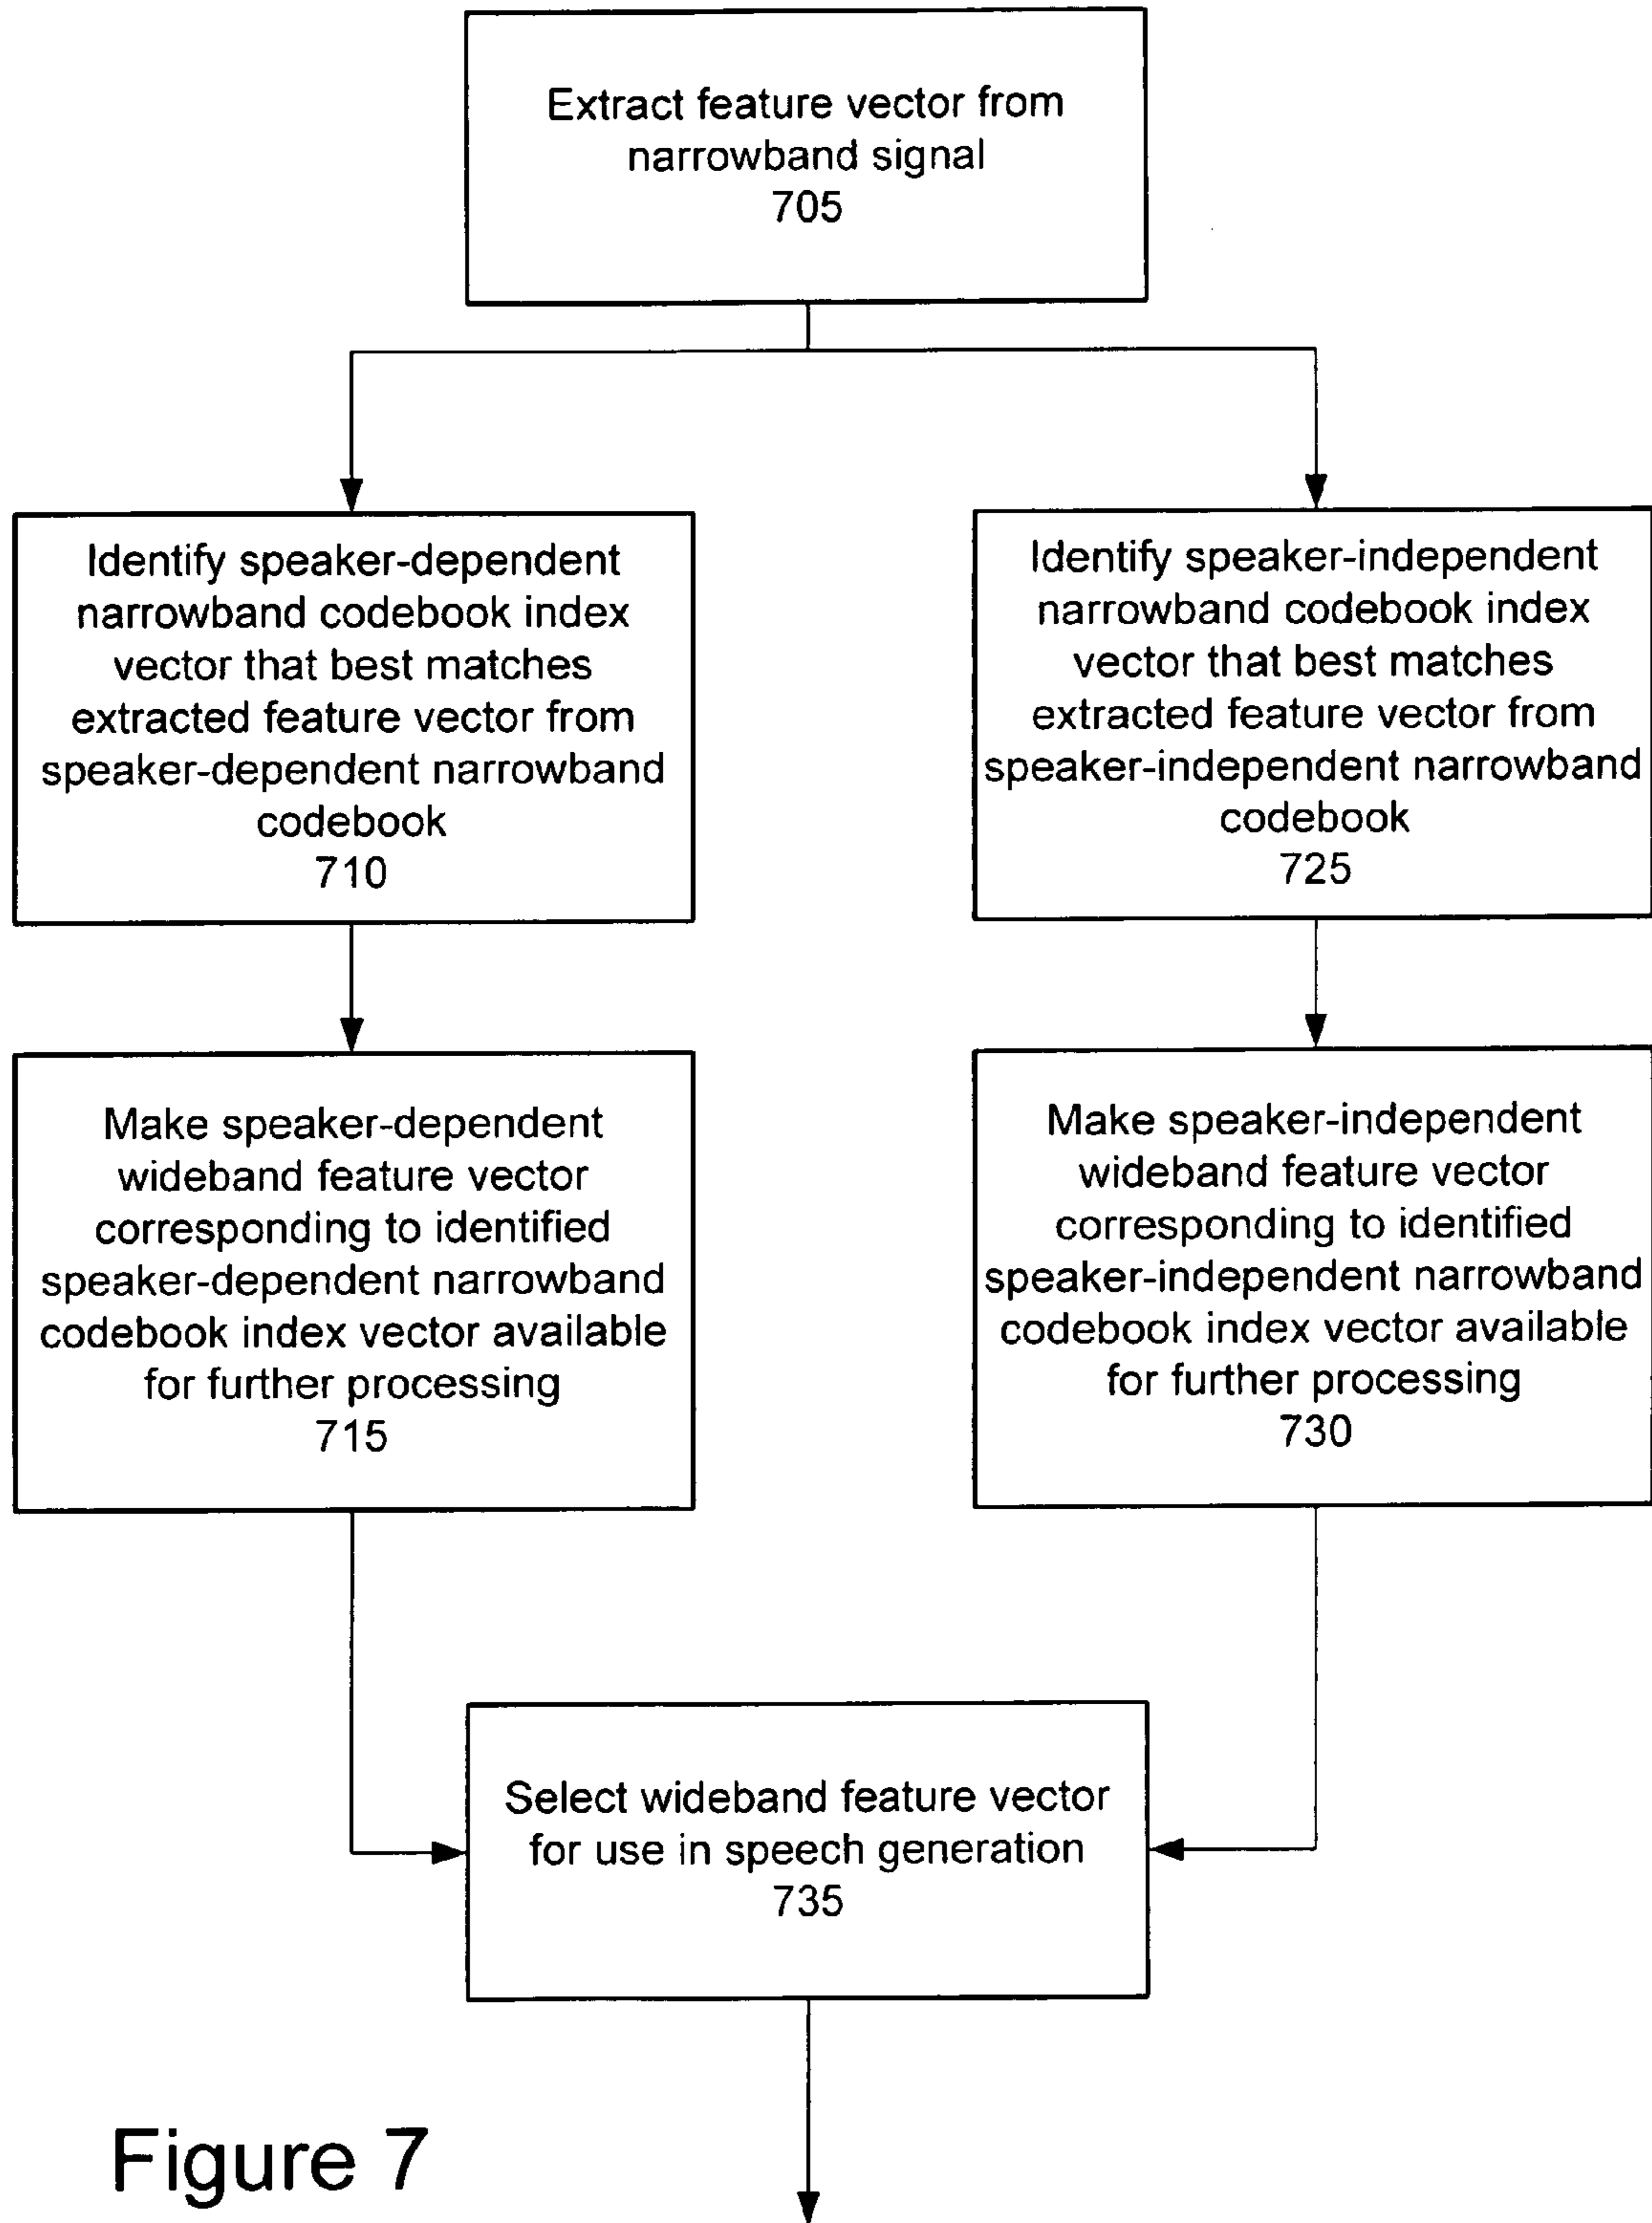 Extract feature vector from
narrowband signal
705
Identify speaker-dependent
narrowband codebook index
vector that best matches
extracted feature vector from
speaker-dependent narrowband
codebook
710
Identify speaker-independent
narrowband codebook index
vector that best matches
extracted feature vector from
speaker-independent narrowband
codebook
725
Make speaker-dependent
wideband feature vector
corresponding to identified
speaker-dependent narrowband
codebook index vector available
for further processing
715
Make speaker-independent
wideband feature vector
corresponding to identified
speaker-independent narrowband
codebook index vector available
for further processing
730
Select wideband feature vector
for use in speech generation
735
Figure 7